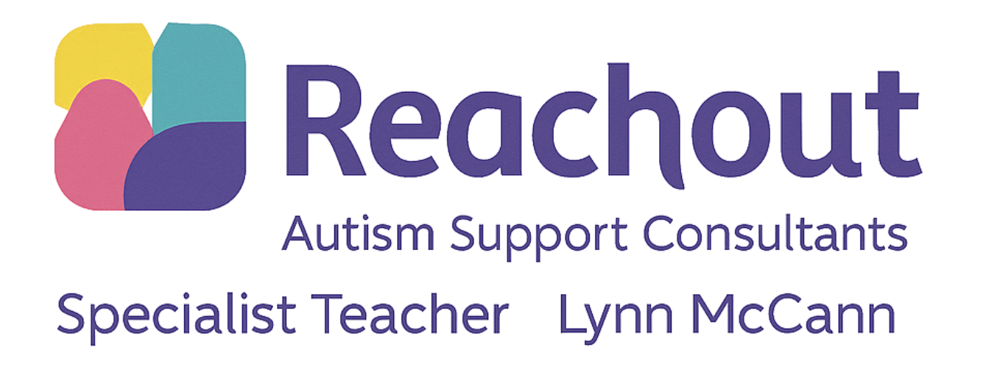 Reachout
Autism Support Consultants
Specialist Teacher Lynn McCann